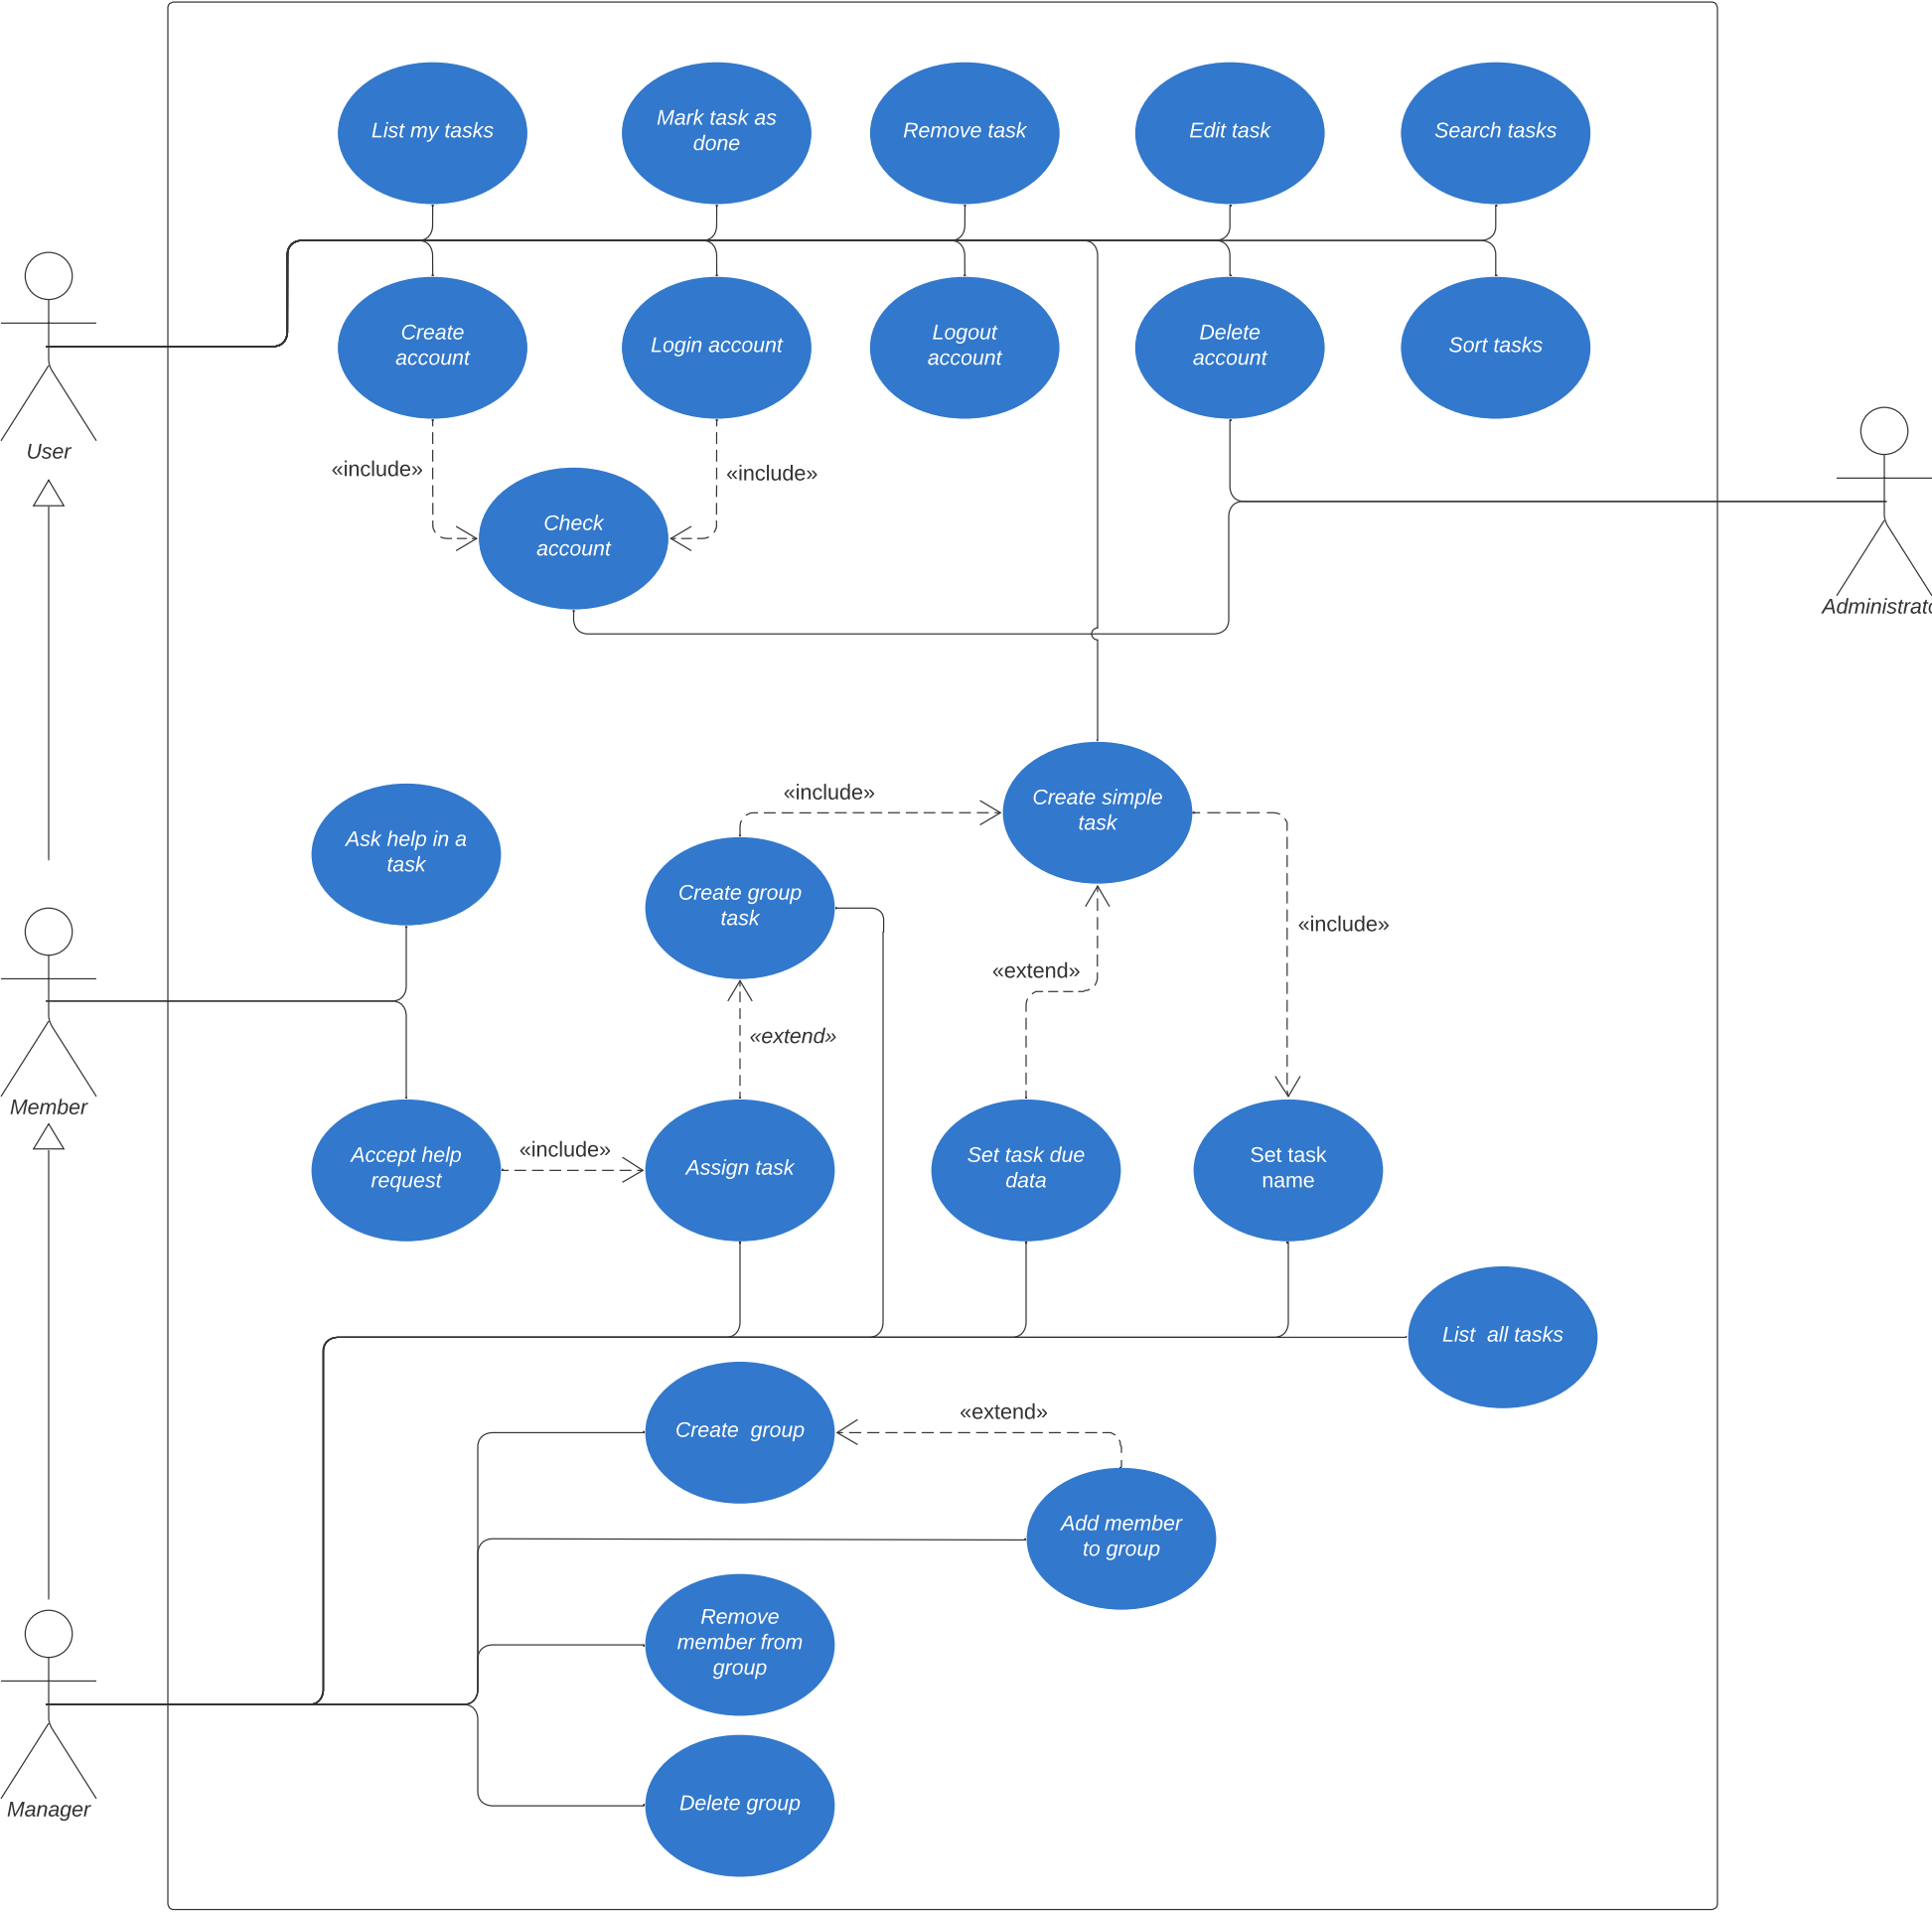 List my tasks
Mark task as
done
Remove task
Edit task
Search tasks
Create
account
Login account
Logout
account
Delete
account
Sort tasks
User
«include»
«include»
Check
account
Administrato
«include»
Create simple
task
Ask help in a
task
Create group
task
«include»
«extend»
«extend»
Member
Accept help
request
«include»
Assign task
Set task due
data
Set task
name
List  all tasks
Create  group
«extend»
Add member
to group
Remove
member from
group
Manager
Delete group